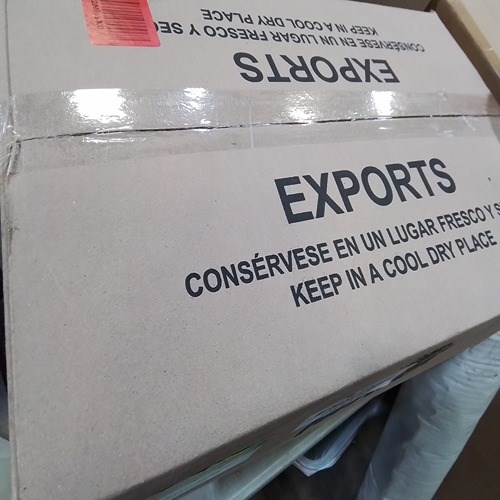 KEEP IN A COOL DRY PLACE
CONSÉRVESE EN UN LUGAR FRESCO Y
EXPORTS
EXPORTS
CONSÉRVESE EN UN LUGAR FRESCO Y
KEEP IN A COOL DRY PLACE